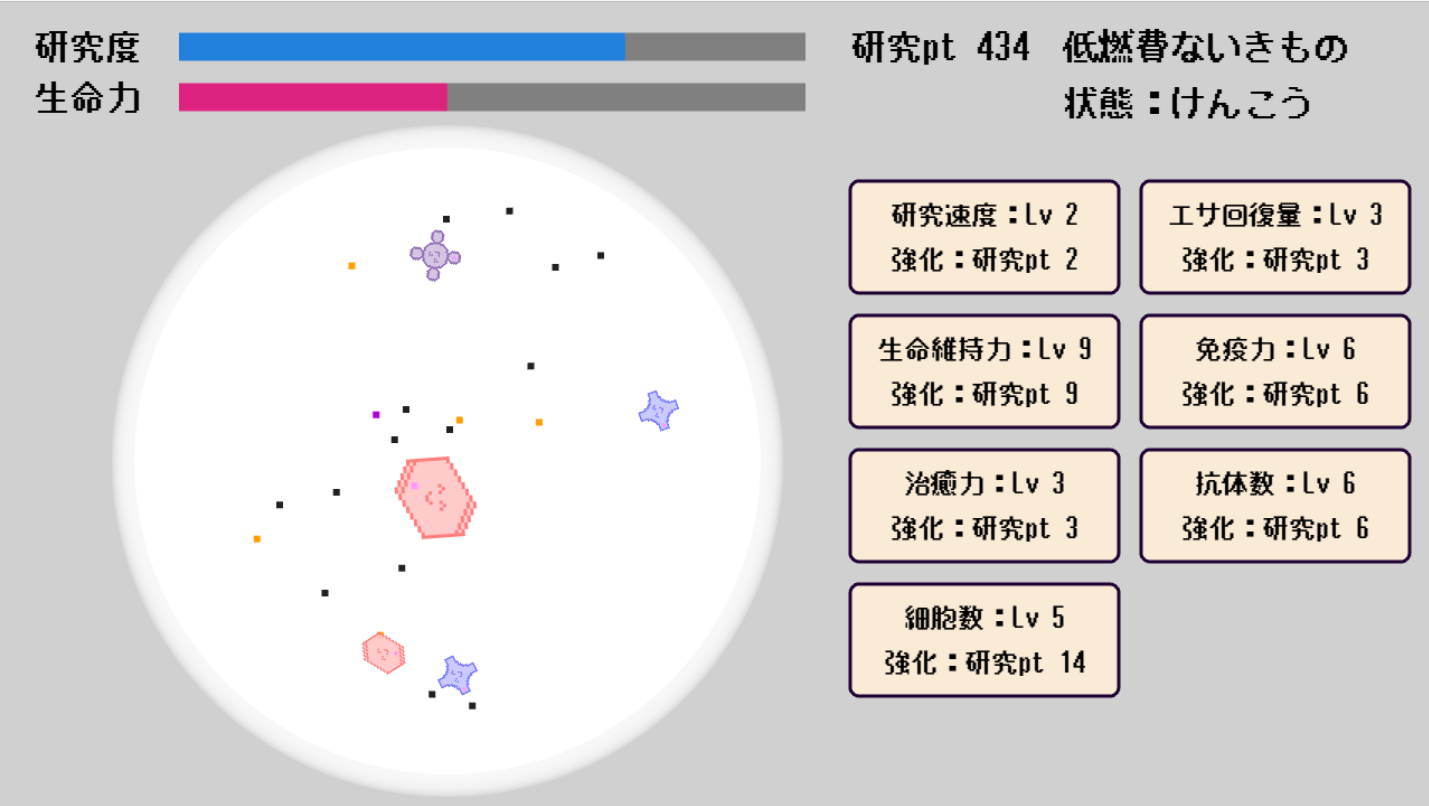 研究度
生命力
研究pt 434 低燃費ないきもの
状態：けんこう
研究速度：Lv 2
強化：研究pt 2
エサ回復量：Lv 3
強化：研究pt 3
生命維持力：Lv 9
強化：研究pt 9
免疫力：Lv 6
強化：研究pt 6
治癒力：Lv 3
強化：研究pt 3
抗体数：Lv 6
強化：研究pt 6
細胞数：Lv 5
強化：研究pt 14